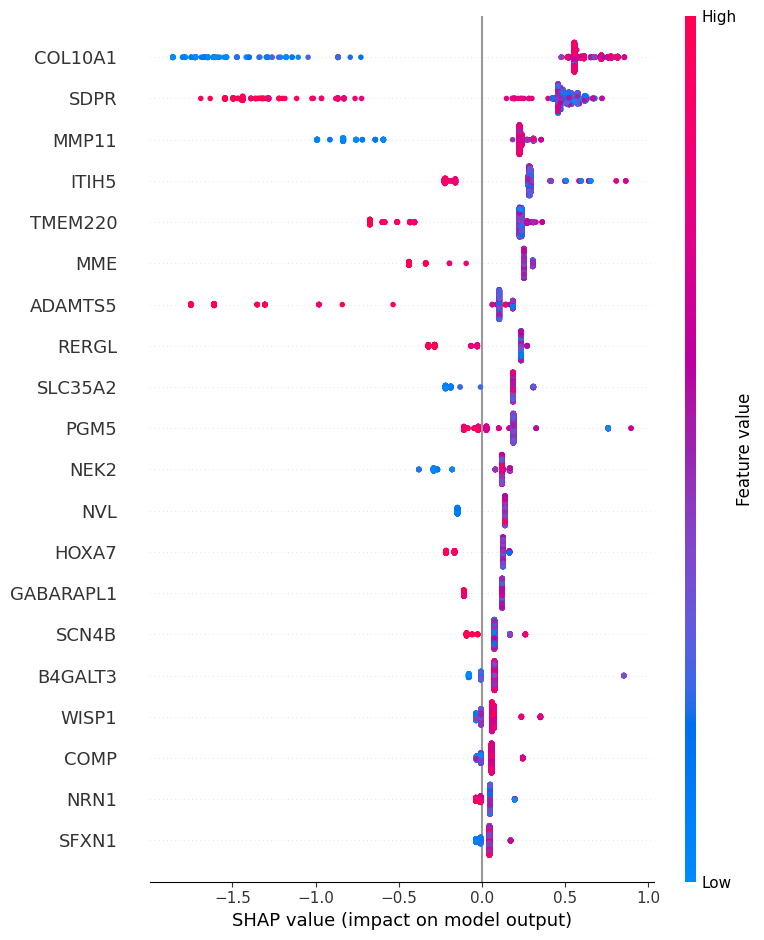 High
COL10A1
SDPR
MMP11
ITIH5
TMEM220
MME
ADAMTS5
RERGL
SLC35A2
PGM5
NEK2
NVL
HOXA7
GABARAPL1
SCN4B
B4GALT3
WISP1
COMP
NRN1
SFXN1
Feature value
Low
−1.5 −1.0 −0.5 0.0 0.5 1.0
SHAP value (impact on model output)